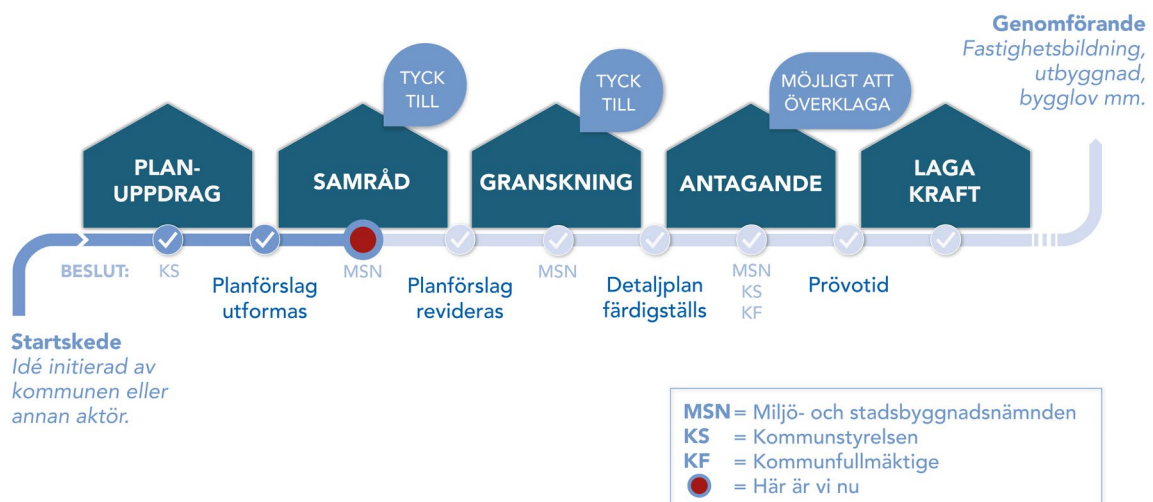 Genomförande
Fastighetsbildning,
utbyggnad,
bygglov mm.
TYCK
TILL
TYCK
TILL
MÖJLIGT ATT
ÖVERKLAGA
PLAN-
UPPDRAG
SAMRÅD
GRANSKNING
ANTAGANDE
LAGA
KRAFT
BESLUT:
KS
Planförslag
utformas
MSN
Planförslag
revideras
MSN
Detaljplan
färdigställs
MSN
KS
KF
Prövotid
Startskede
Idé initierad av
kommunen eller
annan aktör.
MSN = Miljö- och stadsbyggnadsnämnden
KS = Kommunstyrelsen
KF = Kommunfullmäktige
= Här är vi nu